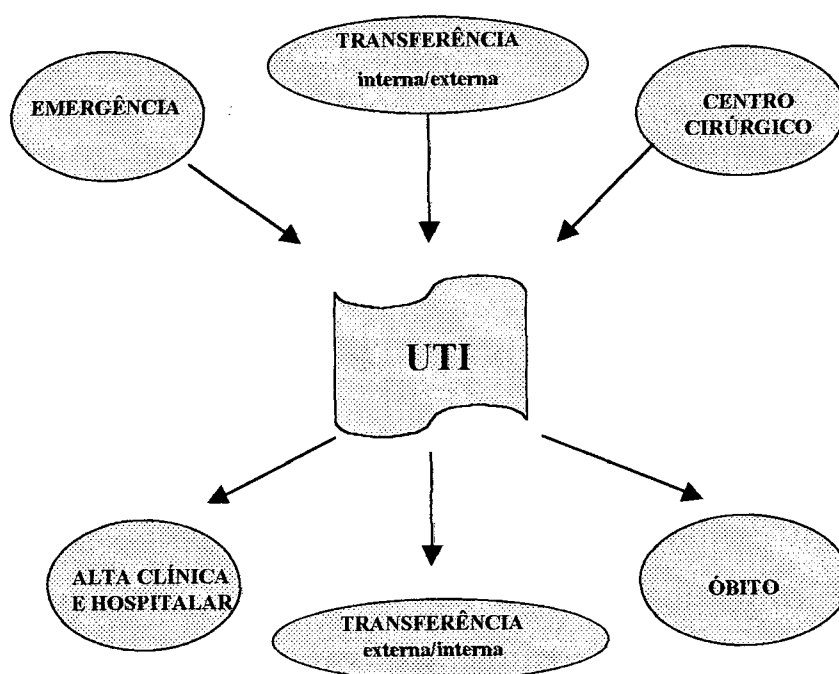 TRANSFERÊNCIA
interna/externa
EMERGÊNCIA
CENTRO
CIRÚRGICO
UTI
ALTA CLÍNICA
E HOSPITALAR
TRANSFERÊNCIA
externa/interna
ÓBITO